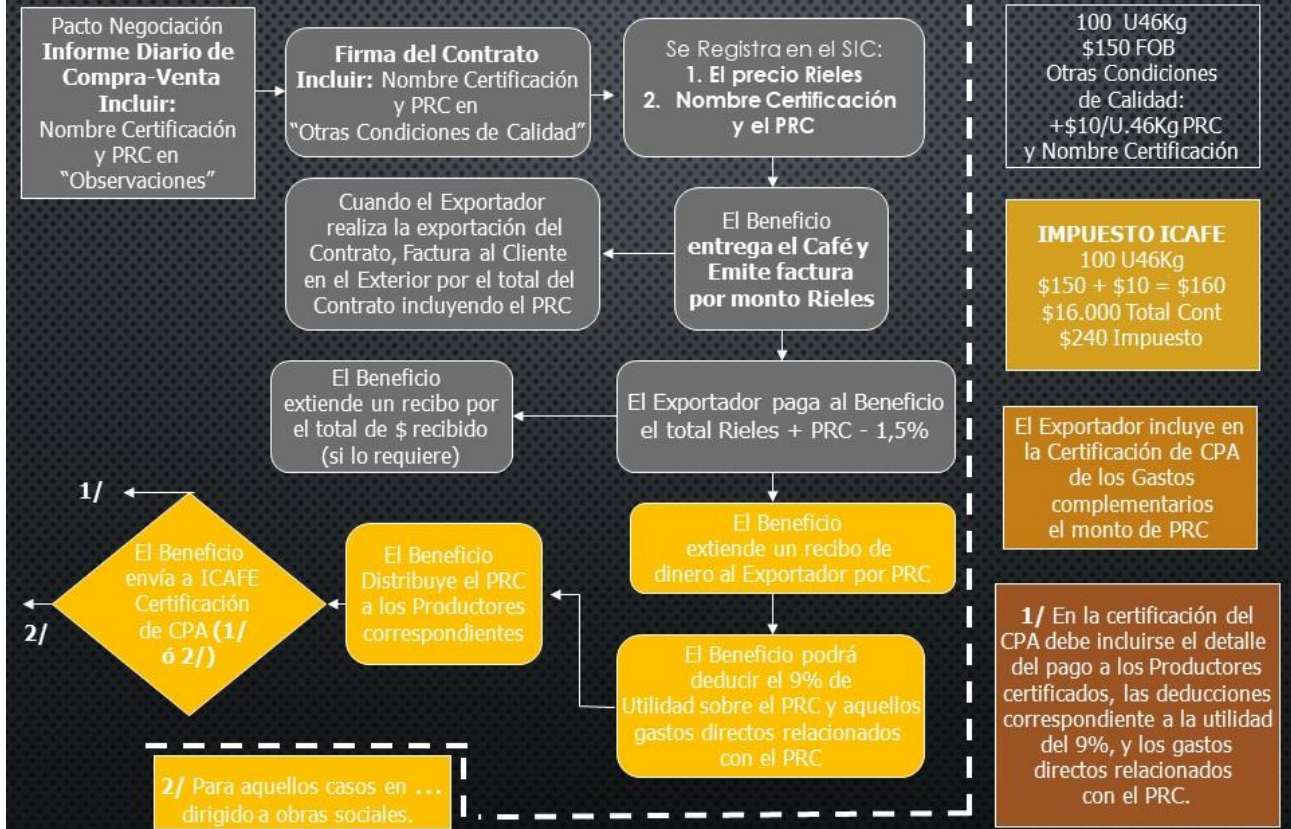 Pacto Negociación
Informe Diario de
Compra-Venta
Incluir:
Nombre Certificación
y PRC en
“Observaciones”
Firma del Contrato
Incluir: Nombre Certificación
y PRC en
“Otras Condiciones de Calidad”
Se Registra en el SIC:
1. El precio Rieles
2. Nombre Certificación
y el PRC
Cuando el Exportador
realiza la exportación del
Contrato, Factura al Cliente
en el Exterior por el total del
Contrato incluyendo el PRC
El Beneficio
entrega el Café y
Emite factura
por monto Rieles
El Beneficio
extiende un recibo por
el total de $ recibido
(si lo requiere)
El Exportador paga al Beneficio
el total Rieles + PRC - 1,5%
1/
2/
El Beneficio
envía a ICAFE
Certificación
de CPA (1/
ó 2/)
El Beneficio
Distribuye el PRC
a los Productores
correspondientes
El Beneficio
extiende un recibo de
dinero al Exportador por PRC
El Beneficio podrá
deducir el 9% de
Utilidad sobre el PRC y aquellos
gastos directos relacionados
con el PRC
2/ Para aquellos casos en ...
dirigido a obras sociales.
100 U46Kg
$150 FOB
Otras Condiciones
de Calidad:
+$10/U.46Kg PRC
y Nombre Certificación
IMPUESTO ICAFE
100 U46Kg
$150 + $10 = $160
$16.000 Total Cont
$240 Impuesto
El Exportador incluye en
la Certificación de CPA
de los Gastos
complementarios
el monto de PRC
1/ En la certificación del
CPA debe incluirse el detalle
del pago a los Productores
certificados, las deducciones
correspondiente a la utilidad
del 9%, y los gastos
directos relacionados
con el PRC.